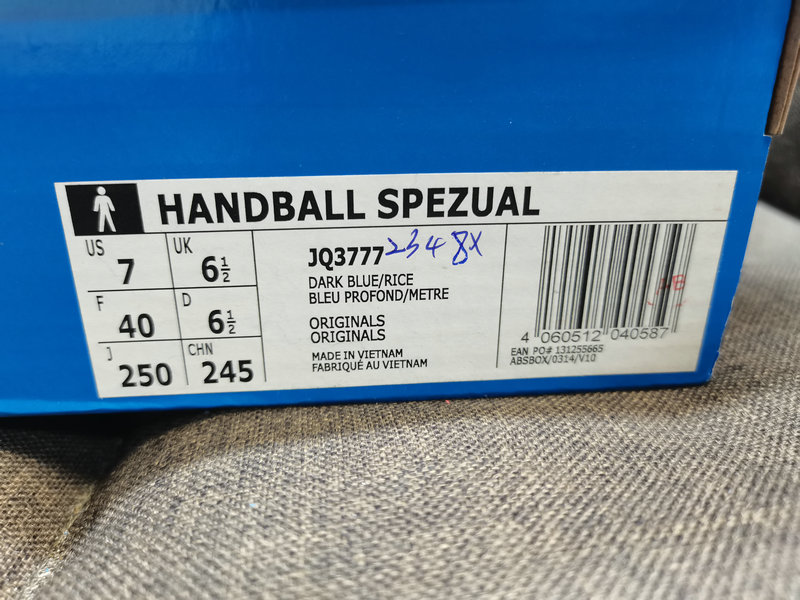 HANDBALL SPEZUAL
US 7 UK 6½
F 40 D 6½
J 250 CHN 245
JQ3777 2348X
DARK BLUE/RICE
BLEU PROFOND/METRE
ORIGINALS
ORIGINALS
MADE IN VIETNAM
FABRIQUÉ AU VIETNAM
4 060512 040587
EAN PO# 131255665
ABSBOX/0314/V10